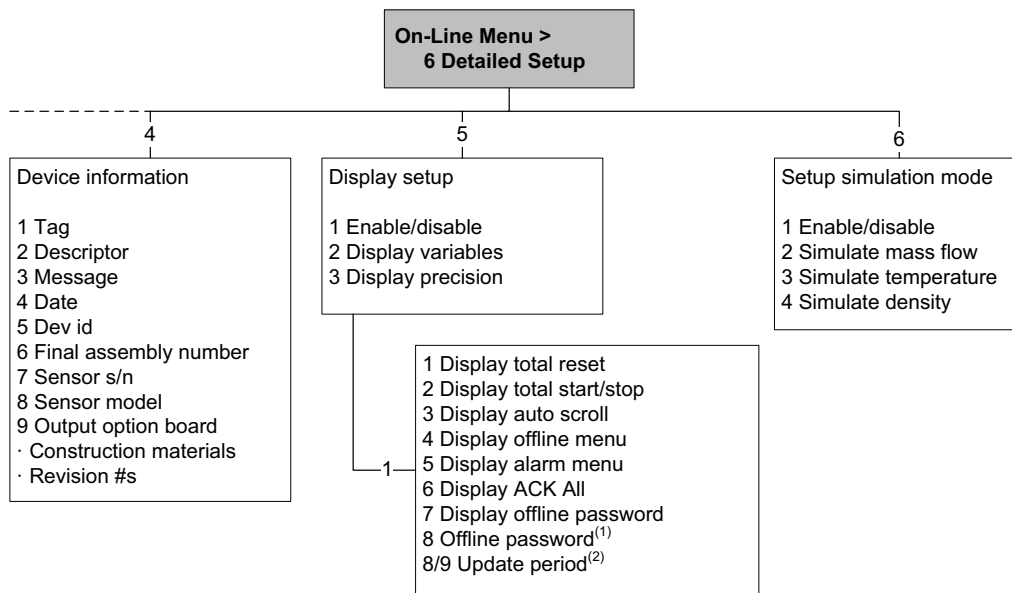 On-Line Menu >
6 Detailed Setup
4
5
6
Device information
1 Tag
2 Descriptor
3 Message
4 Date
5 Dev id
6 Final assembly number
7 Sensor s/n
8 Sensor model
9 Output option board
· Construction materials
· Revision #s
Display setup
1 Enable/disable
2 Display variables
3 Display precision
1
1 Display total reset
2 Display total start/stop
3 Display auto scroll
4 Display offline menu
5 Display alarm menu
6 Display ACK All
7 Display offline password
8 Offline password(1)
8/9 Update period(2)
Setup simulation mode
1 Enable/disable
2 Simulate mass flow
3 Simulate temperature
4 Simulate density